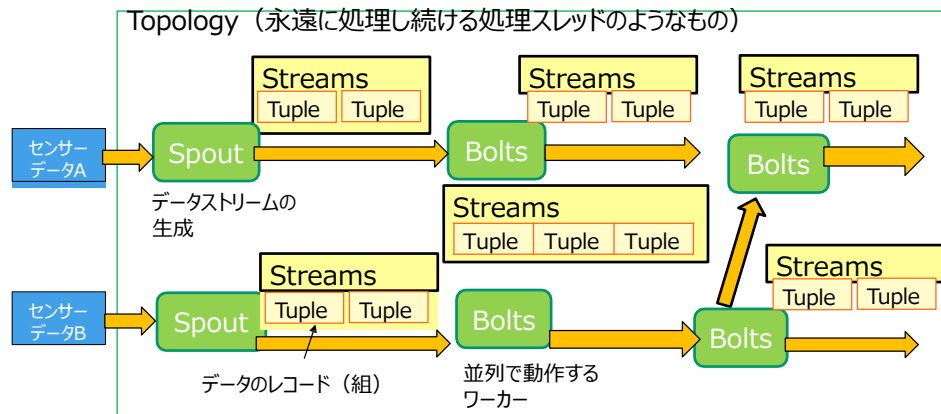 Topology（永遠に処理し続ける処理スレッドのようなもの）
Streams
Tuple Tuple
Streams
Tuple Tuple
Streams
Tuple Tuple
センサー
データA
Spout
Bolts
Bolts
データストリームの
生成
Streams
Tuple Tuple Tuple
Streams
Tuple Tuple
Streams
Tuple Tuple
センサー
データB
Spout
Bolts
Bolts
データのレコード（組）
並列で動作する
ワーカー